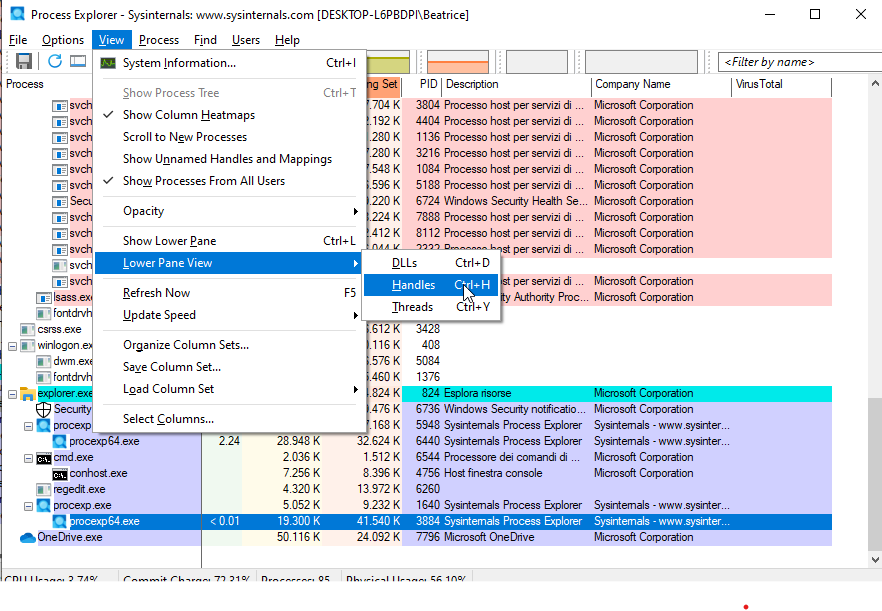 Process Explorer - Sysinternals: www.sysinternals.com [DESKTOP-L6PBDPI\Beatrice]
File Options View Process Find Users Help
<Filter by name>
Process PID Description Company Name VirusTotal
System Information... Ctrl+I
Show Process Tree Ctrl+T
Show Column Heatmaps
Scroll to New Processes
Show Unnamed Handles and Mappings
Show Processes From All Users
Opacity
Show Lower Pane Ctrl+L
Lower Pane View
Refresh Now F5
Update Speed
Organize Column Sets...
Save Column Set...
Load Column Set
Select Columns...
DLLs Ctrl+D
Handles Ctrl+H
Threads Ctrl+Y
svch 7.704 K 3804 Processo host per servizi di ... Microsoft Corporation
svch 2.192 K 4404 Processo host per servizi di ... Microsoft Corporation
svch .280 K 1136 Processo host per servizi di ... Microsoft Corporation
svch 7.280 K 3216 Processo host per servizi di ... Microsoft Corporation
svch 7.548 K 1084 Processo host per servizi di ... Microsoft Corporation
svch 5.596 K 5188 Processo host per servizi di ... Microsoft Corporation
Secu .220 K 6724 Windows Security Health Se... Microsoft Corporation
svch 3.224 K 7888 Processo host per servizi di ... Microsoft Corporation
svch 2.412 K 8112 Processo host per servizi di ... Microsoft Corporation
svch Processo host per servizi di ... Microsoft Corporation
svch
svch Microsoft Corporation
lsass.exe ty Authority Proc... Microsoft Corporation
fontdrvh
csrss.exe .612 K 3428
winlogon.e 0.116 K 408
dwm.exe 5.576 K 5084
fontdrvh 5.460 K 1376
explorer.exe 4.824 K 824 Esplora risorse Microsoft Corporation
Security 9.476 K 6736 Windows Security notificatio... Microsoft Corporation
procexp 7.168 K 5948 Sysinternals Process Explorer Sysinternals - www.sysinter...
procexp64.exe 2.24 28.948 K 32.624 K 6440 Sysinternals Process Explorer Sysinternals - www.sysinter...
cmd.exe 2.036 K 1.512 K 6544 Processore dei comandi di ... Microsoft Corporation
conhost.exe 7.256 K 8.396 K 4756 Host finestra console Microsoft Corporation
regedit.exe 4.320 K 13.972 K 6260
procexp.exe 5.052 K 9.232 K 1640 Sysinternals Process Explorer Sysinternals - www.sysinter...
procexp64.exe < 0.01 19.300 K 41.540 K 3884 Sysinternals Process Explorer Sysinternals - www.sysinter...
OneDrive.exe 50.116 K 24.092 K 7796 Microsoft OneDrive Microsoft Corporation
CPU Usage: 3.74% Commit Charge: 72.31% Processes: 85 Physical Usage: 56.10%